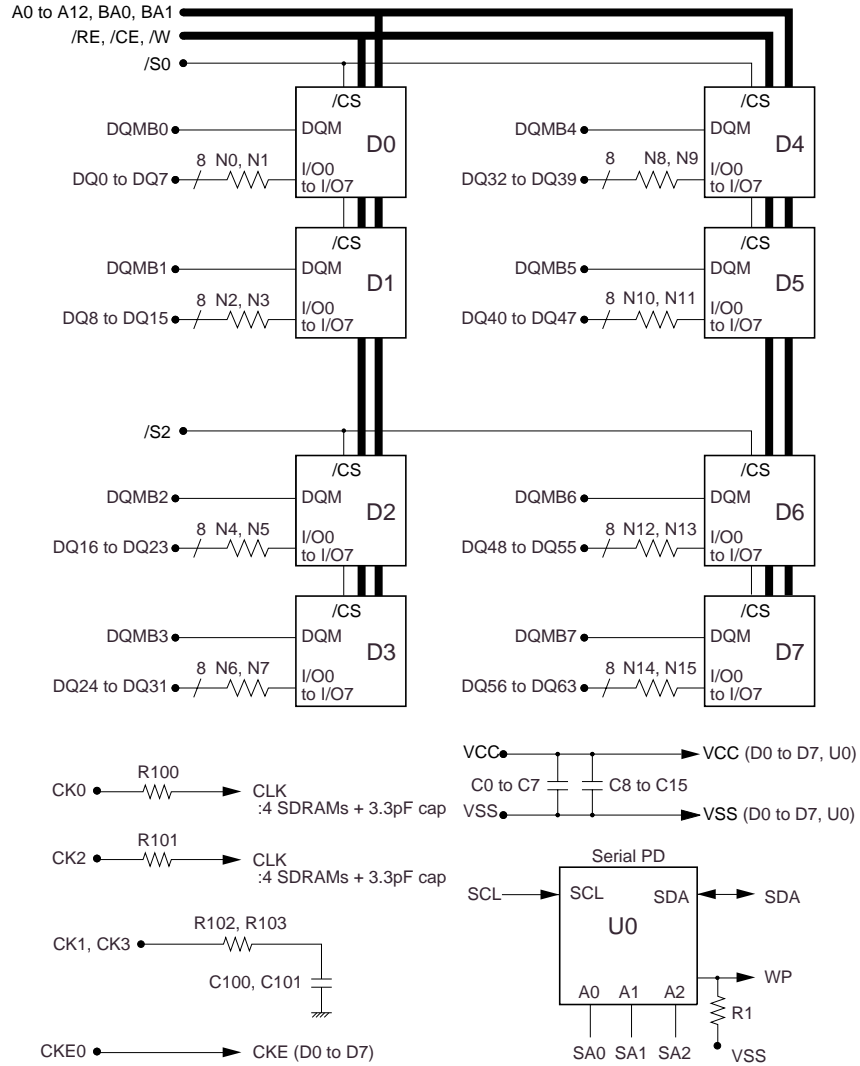 A0 to A12, BA0, BA1
/RE, /CE, /W
/S0
/CS
DQMB0
DQM
D0
8 N0, N1
DQ0 to DQ7
I/O0
to I/O7
/CS
DQMB4
DQM
D4
8 N8, N9
DQ32 to DQ39
I/O0
to I/O7
/CS
DQMB1
DQM
D1
8 N2, N3
DQ8 to DQ15
I/O0
to I/O7
/CS
DQMB5
DQM
D5
8 N10, N11
DQ40 to DQ47
I/O0
to I/O7
/S2
/CS
DQMB2
DQM
D2
8 N4, N5
DQ16 to DQ23
I/O0
to I/O7
/CS
DQMB6
DQM
D6
8 N12, N13
DQ48 to DQ55
I/O0
to I/O7
/CS
DQMB3
DQM
D3
8 N6, N7
DQ24 to DQ31
I/O0
to I/O7
/CS
DQMB7
DQM
D7
8 N14, N15
DQ56 to DQ63
I/O0
to I/O7
R100
CK0
CLK
:4 SDRAMs + 3.3pF cap
R101
CK2
CLK
:4 SDRAMs + 3.3pF cap
R102, R103
CK1, CK3
C100, C101
CKE0
CKE (D0 to D7)
VCC
VCC (D0 to D7, U0)
C0 to C7
C8 to C15
VSS
VSS (D0 to D7, U0)
Serial PD
SCL
SCL
SDA
SDA
U0
WP
A0 A1 A2
R1
SA0 SA1 SA2
VSS